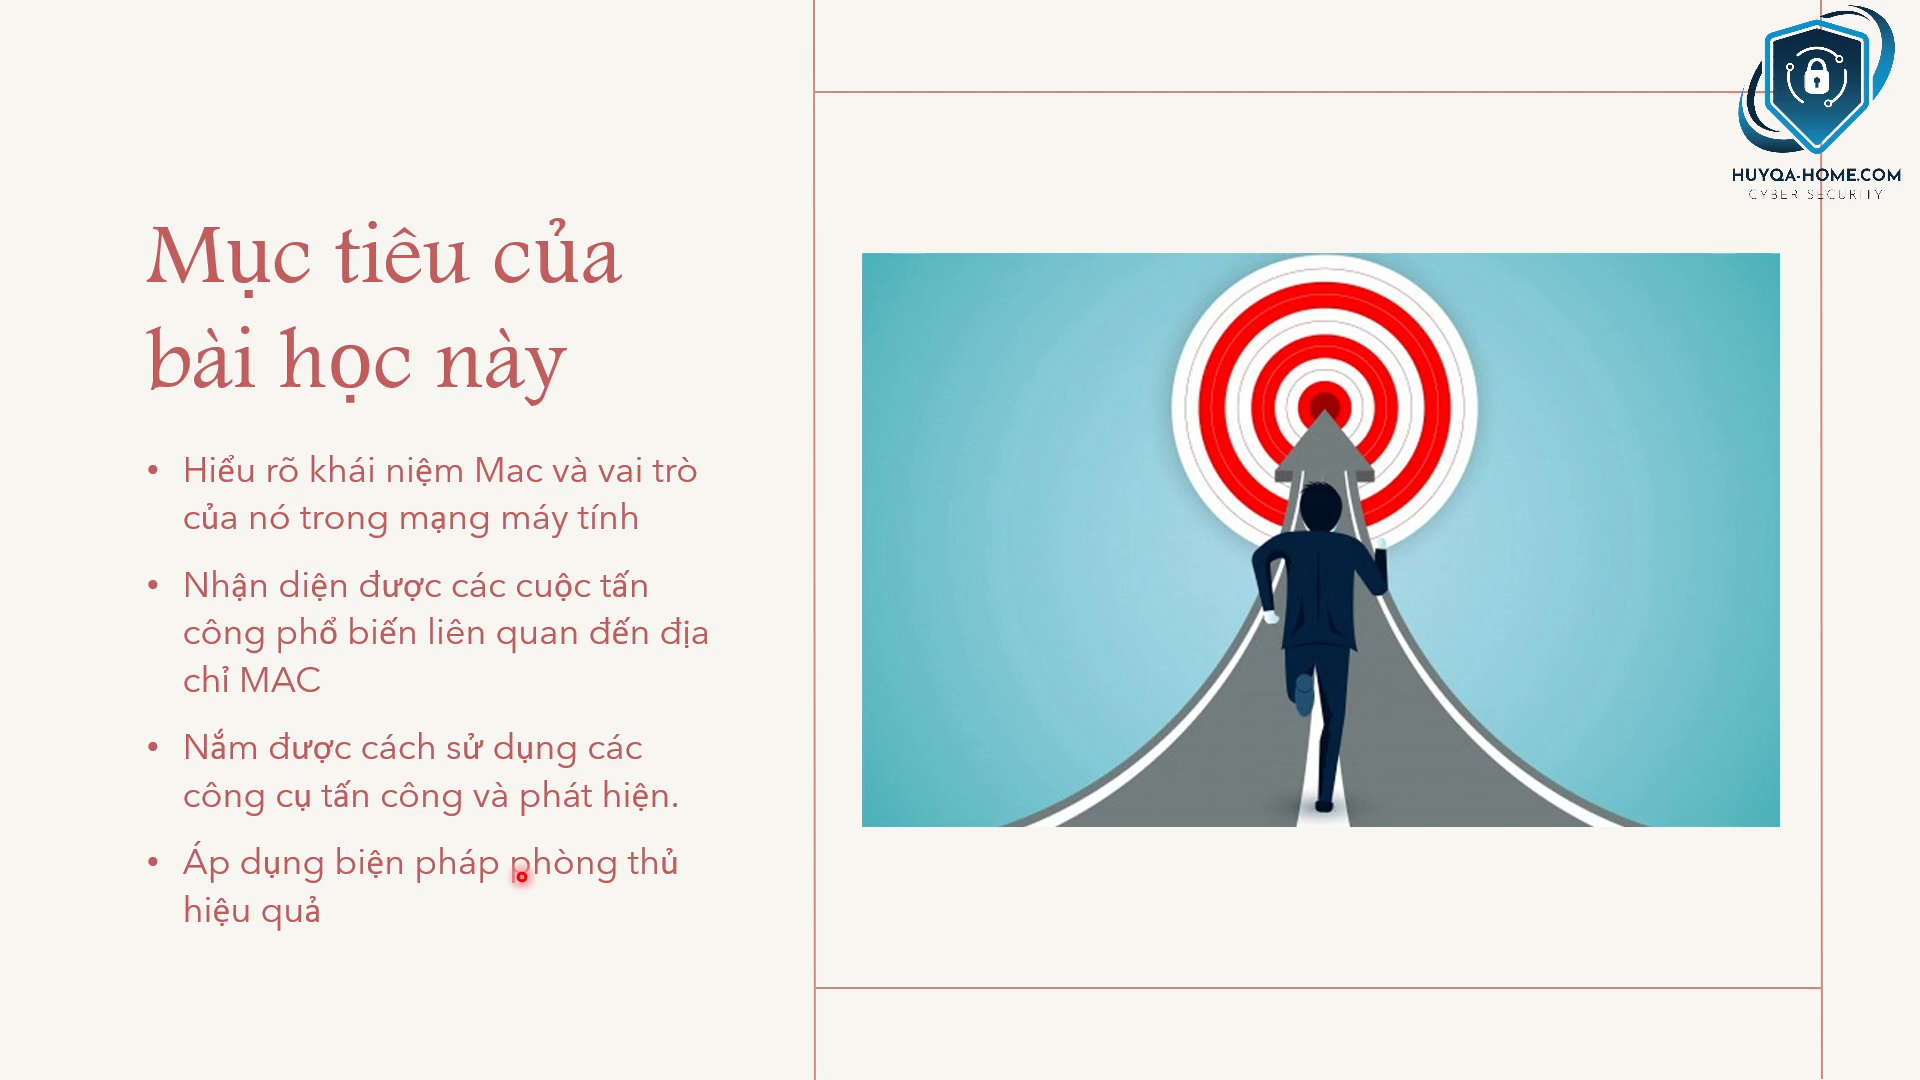 Mục tiêu của
bài học này
• Hiểu rõ khái niệm Mac và vai trò
của nó trong mạng máy tính
• Nhận diện được các cuộc tấn
công phổ biến liên quan đến địa
chỉ MAC
• Nắm được cách sử dụng các
công cụ tấn công và phát hiện.
• Áp dụng biện pháp phòng thủ
hiệu quả
HUYQA-HOME.COM
CYBER SECURITY